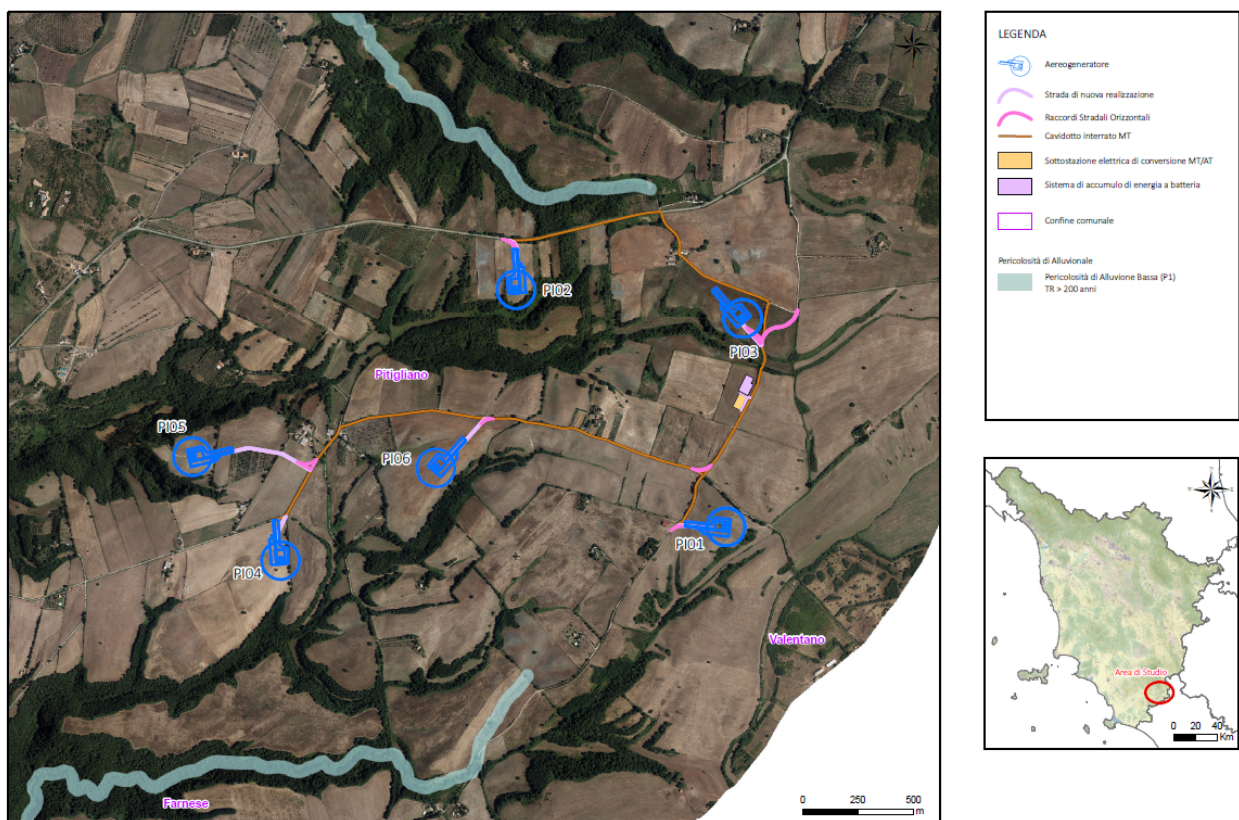 PI02
PI03
Pitigliano
PI05
PI06
PI01
PI04
Valentano
Farnese
0 250 500
m
LEGENDA
Aereogeneratore
Strada di nuova realizzazione
Raccordi Stradali Orizzontali
Cavidotto interrato MT
Sottostazione elettrica di conversione MT/AT
Sistema di accumulo di energia a batteria
Confine comunale
Pericolosità di Alluvionale
Pericolosità di Alluvione Bassa (P1)
TR > 200 anni
Area di Studio
0 20 40
Km